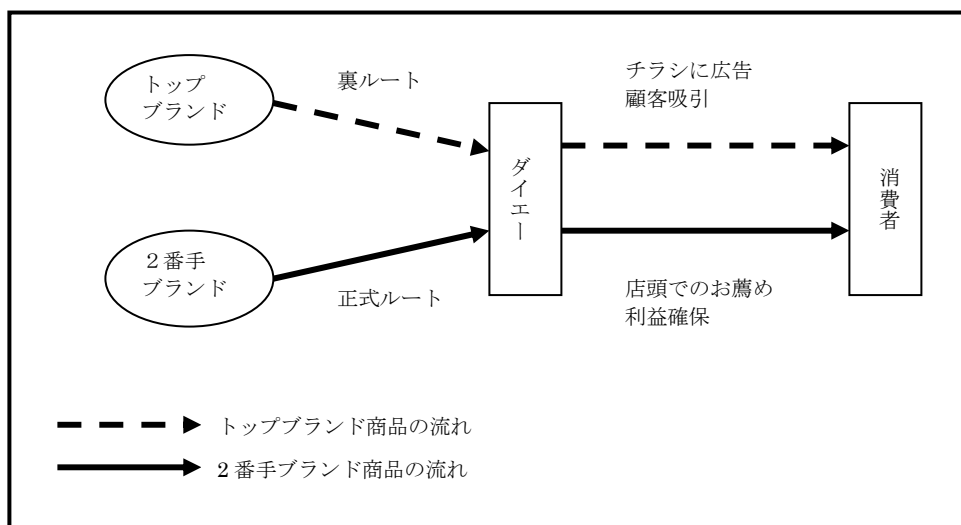 トップ
ブランド
裏ルート
チラシに広告
顧客吸引
ダイエー
消費者
２番手
ブランド
正式ルート
店頭でのお薦め
利益確保
トップブランド商品の流れ
2番手ブランド商品の流れ